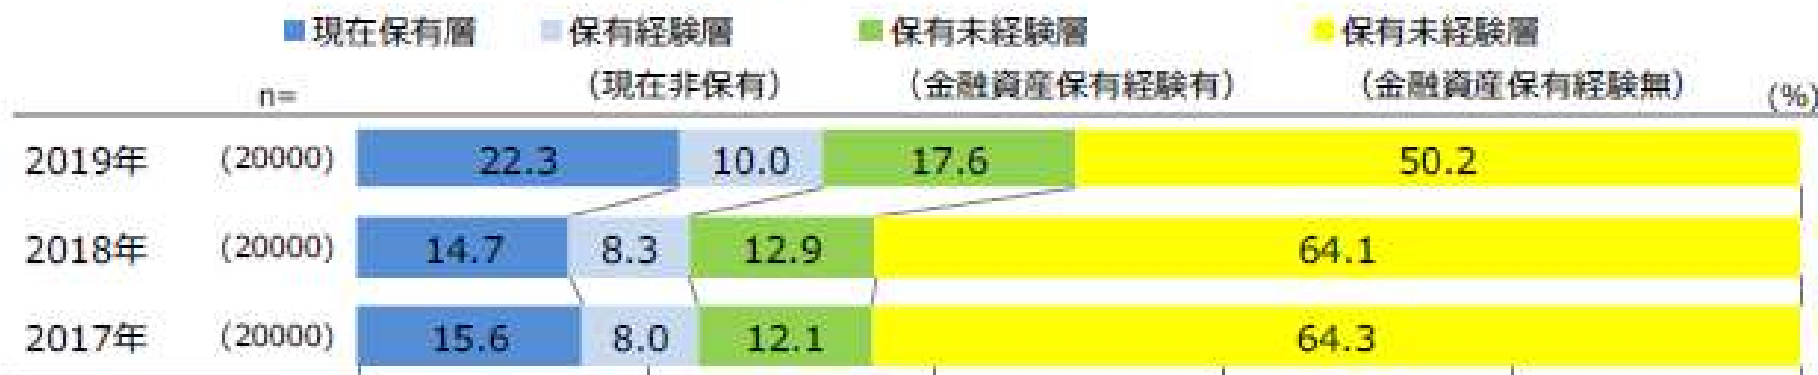 現在保有層 保有経験層 保有未経験層 保有未経験層
n= (現在非保有) (金融資産保有経験有) (金融資産保有経験無) (%)
2019年 (20000) 22.3 10.0 17.6 50.2
2018年 (20000) 14.7 8.3 12.9 64.1
2017年 (20000) 15.6 8.0 12.1 64.3